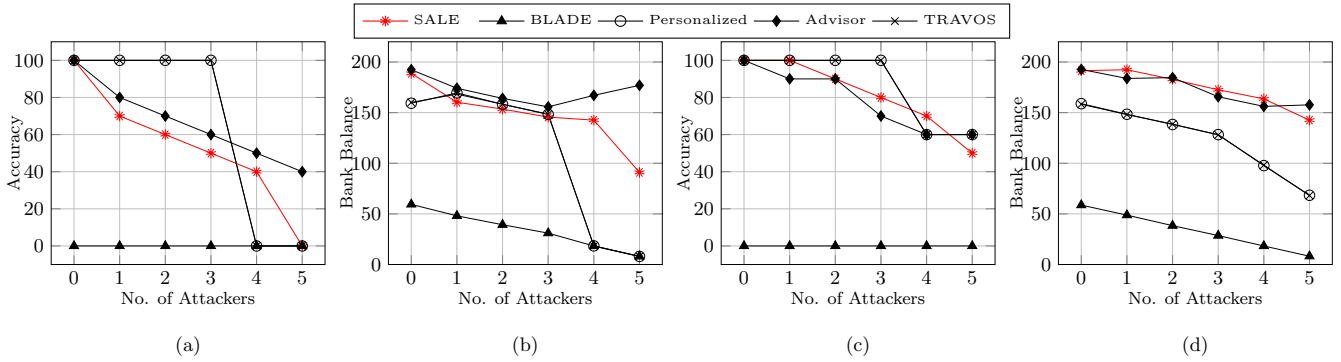 SALE BLADE Personalized Advisor TRAVOS
100
80
60
40
20
0
Accuracy
0 1 2 3 4 5
No. of Attackers
(a)
200
150
100
50
0
Bank Balance
0 1 2 3 4 5
No. of Attackers
(b)
100
80
60
40
20
0
Accuracy
0 1 2 3 4 5
No. of Attackers
(c)
200
150
100
50
0
Bank Balance
0 1 2 3 4 5
No. of Attackers
(d)